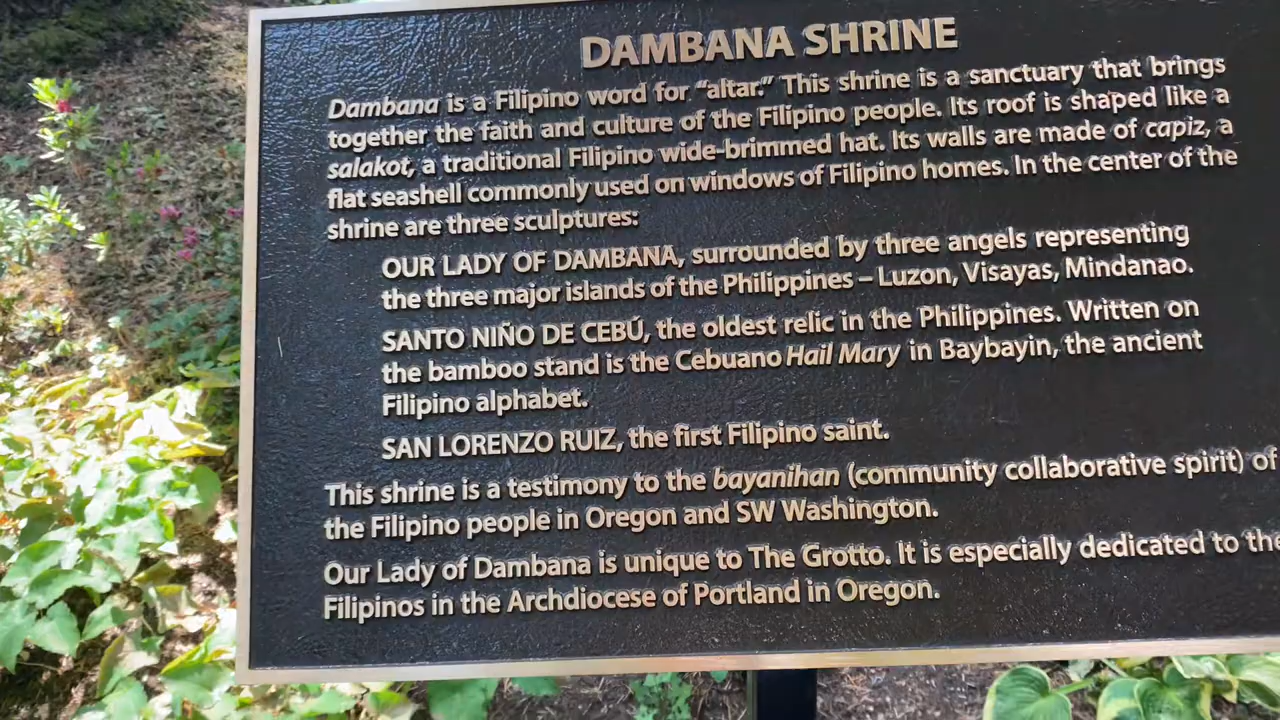 DAMBANA SHRINE
Dambana is a Filipino word for “altar.” This shrine is a sanctuary that brings
together the faith and culture of the Filipino people. Its roof is shaped like a
salakot, a traditional Filipino wide-brimmed hat. Its walls are made of capiz, a
flat seashell commonly used on windows of Filipino homes. In the center of the
shrine are three sculptures:
OUR LADY OF DAMBANA, surrounded by three angels representing
the three major islands of the Philippines – Luzon, Visayas, Mindanao.
SANTO NIÑO DE CEBÚ, the oldest relic in the Philippines. Written on
the bamboo stand is the Cebuano Hail Mary in Baybayin, the ancient
Filipino alphabet.
SAN LORENZO RUIZ, the first Filipino saint.
This shrine is a testimony to the bayanihan (community collaborative spirit) of
the Filipino people in Oregon and SW Washington.
Our Lady of Dambana is unique to The Grotto. It is especially dedicated to the
Filipinos in the Archdiocese of Portland in Oregon.